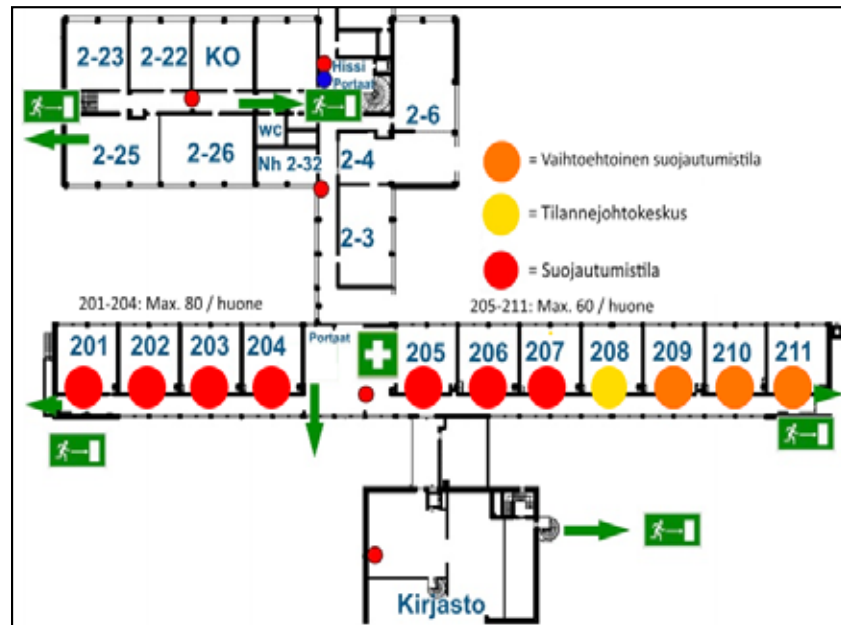 2-23
2-22
KO
Hissi
Portaat
2-6
WC
2-25
2-26
Nh 2-32
2-4
2-3
= Vaihtoehtoinen suojautumistila
= Tilannejohtokeskus
= Suojautumistila
201-204: Max. 80 / huone
205-211: Max. 60 / huone
Portaat
201
202
203
204
205
206
207
208
209
210
211
Kirjasto